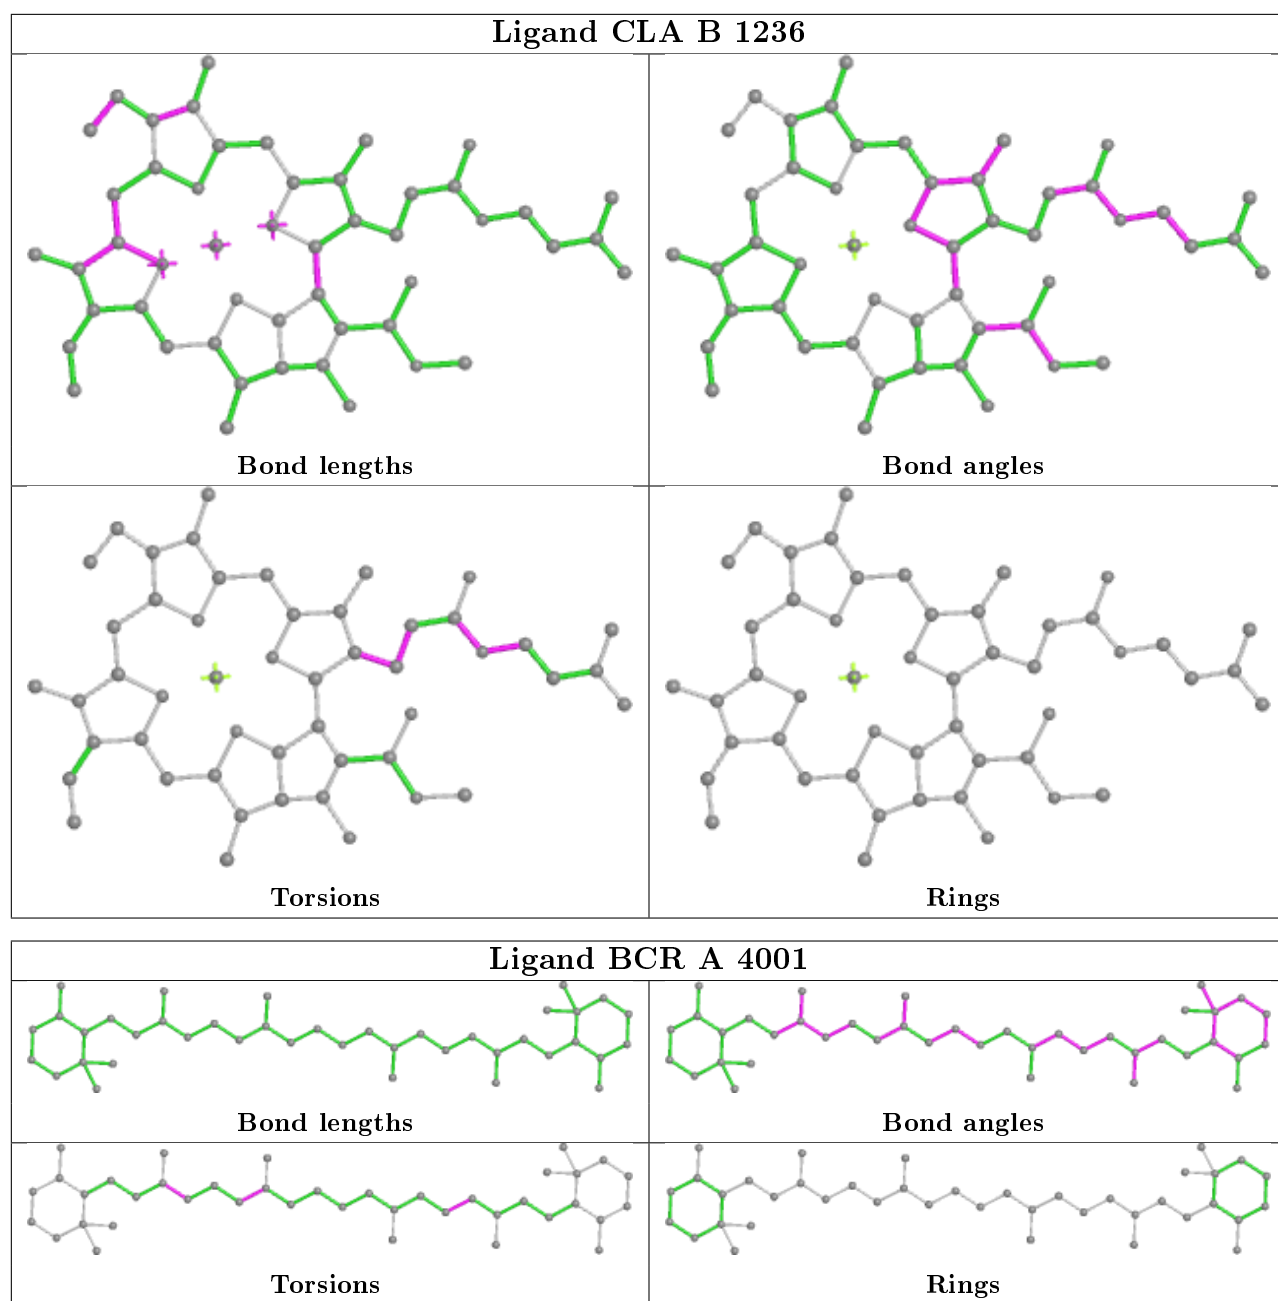 Ligand CLA B 1236
Bond lengths
Bond angles
Torsions
Rings
Ligand BCR A 4001
Bond lengths
Bond angles
Torsions
Rings